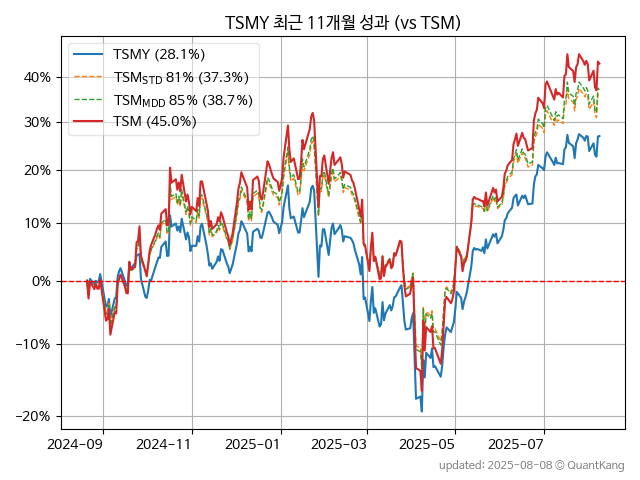 TSMY 최근 11개월 성과 (vs TSM)
TSMY (28.1%)
TSM_STD 81% (37.3%)
TSM_MDD 85% (38.7%)
TSM (45.0%)
40%
30%
20%
10%
0%
−10%
−20%
2024-09 2024-11 2025-01 2025-03 2025-05 2025-07
updated: 2025-08-08 © QuantKang